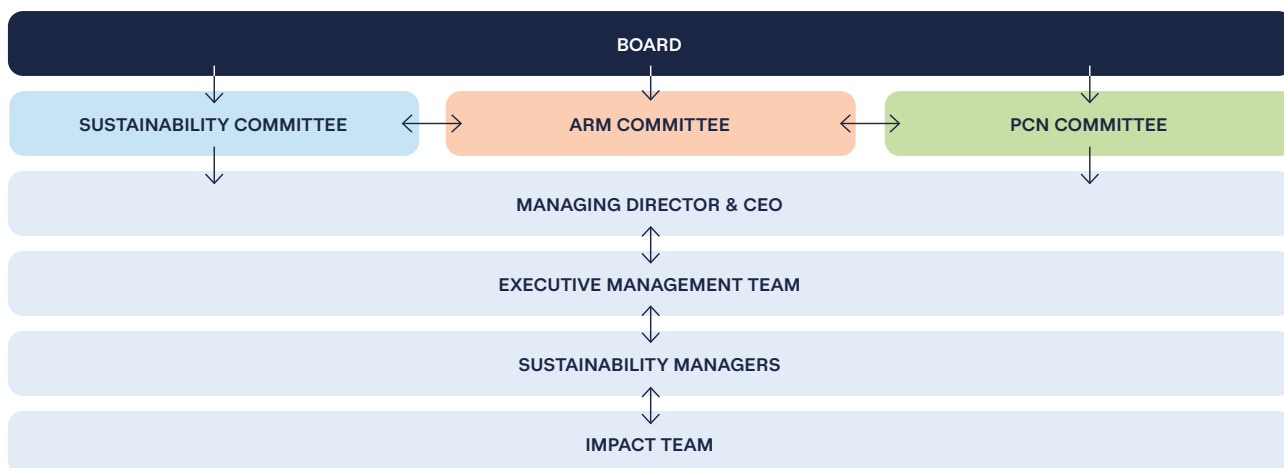 BOARD
SUSTAINABILITY COMMITTEE
ARM COMMITTEE
PCN COMMITTEE
MANAGING DIRECTOR & CEO
EXECUTIVE MANAGEMENT TEAM
SUSTAINABILITY MANAGERS
IMPACT TEAM